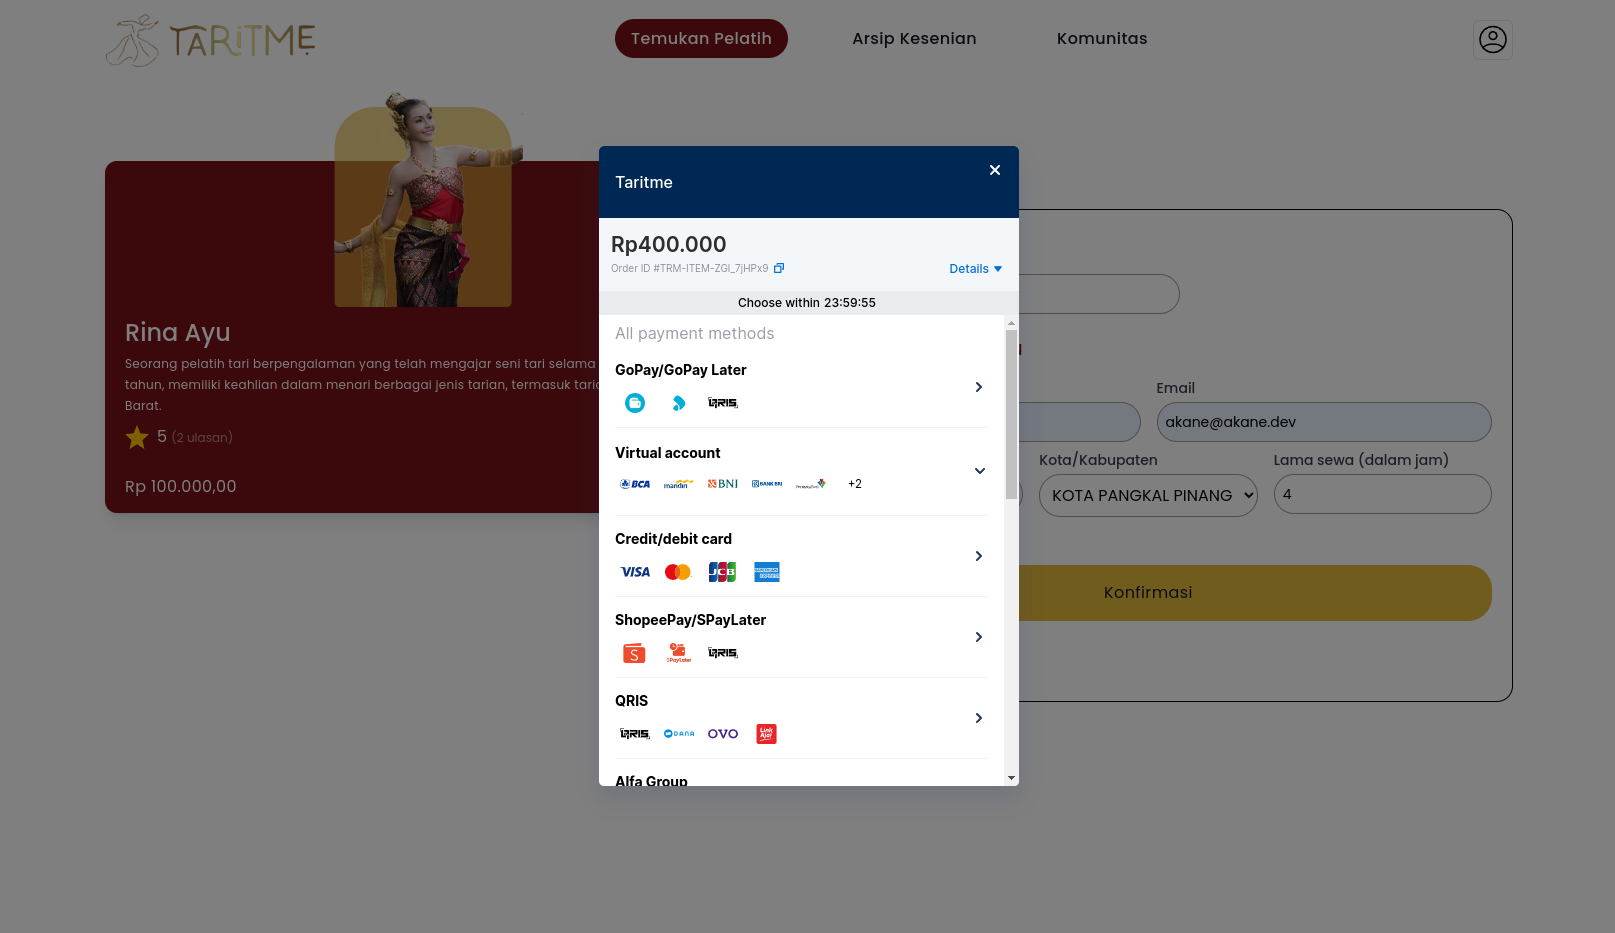 TARITME
Temukan Pelatih
Arsip Kesenian
Komunitas
Rina Ayu
Seorang pelatih tari berpengalaman yang telah mengajar seni tari selama
tahun, memiliki keahlian dalam menari berbagai jenis tarian, termasuk
Barat.
5 (2 ulasan)
Rp 100.000,00
Taritme
Rp400.000
Order ID #TRM-ITEM-ZGl_7jHPx9
Details
Choose within 23:59:55
All payment methods
GoPay/GoPay Later
QRIS
Virtual account
BCA
mandiri
BNI
BANK BRI
PermataBank
+2
Credit/debit card
VISA
JCB
ShopeePay/SPayLater
S
SPayLater
QRIS
QRIS
QRIS
DANA
OVO
Link Aja!
Alfa Group
Email
akane@akane.dev
Kota/Kabupaten
KOTA PANGKAL PINANG
Lama sewa (dalam jam)
4
Konfirmasi